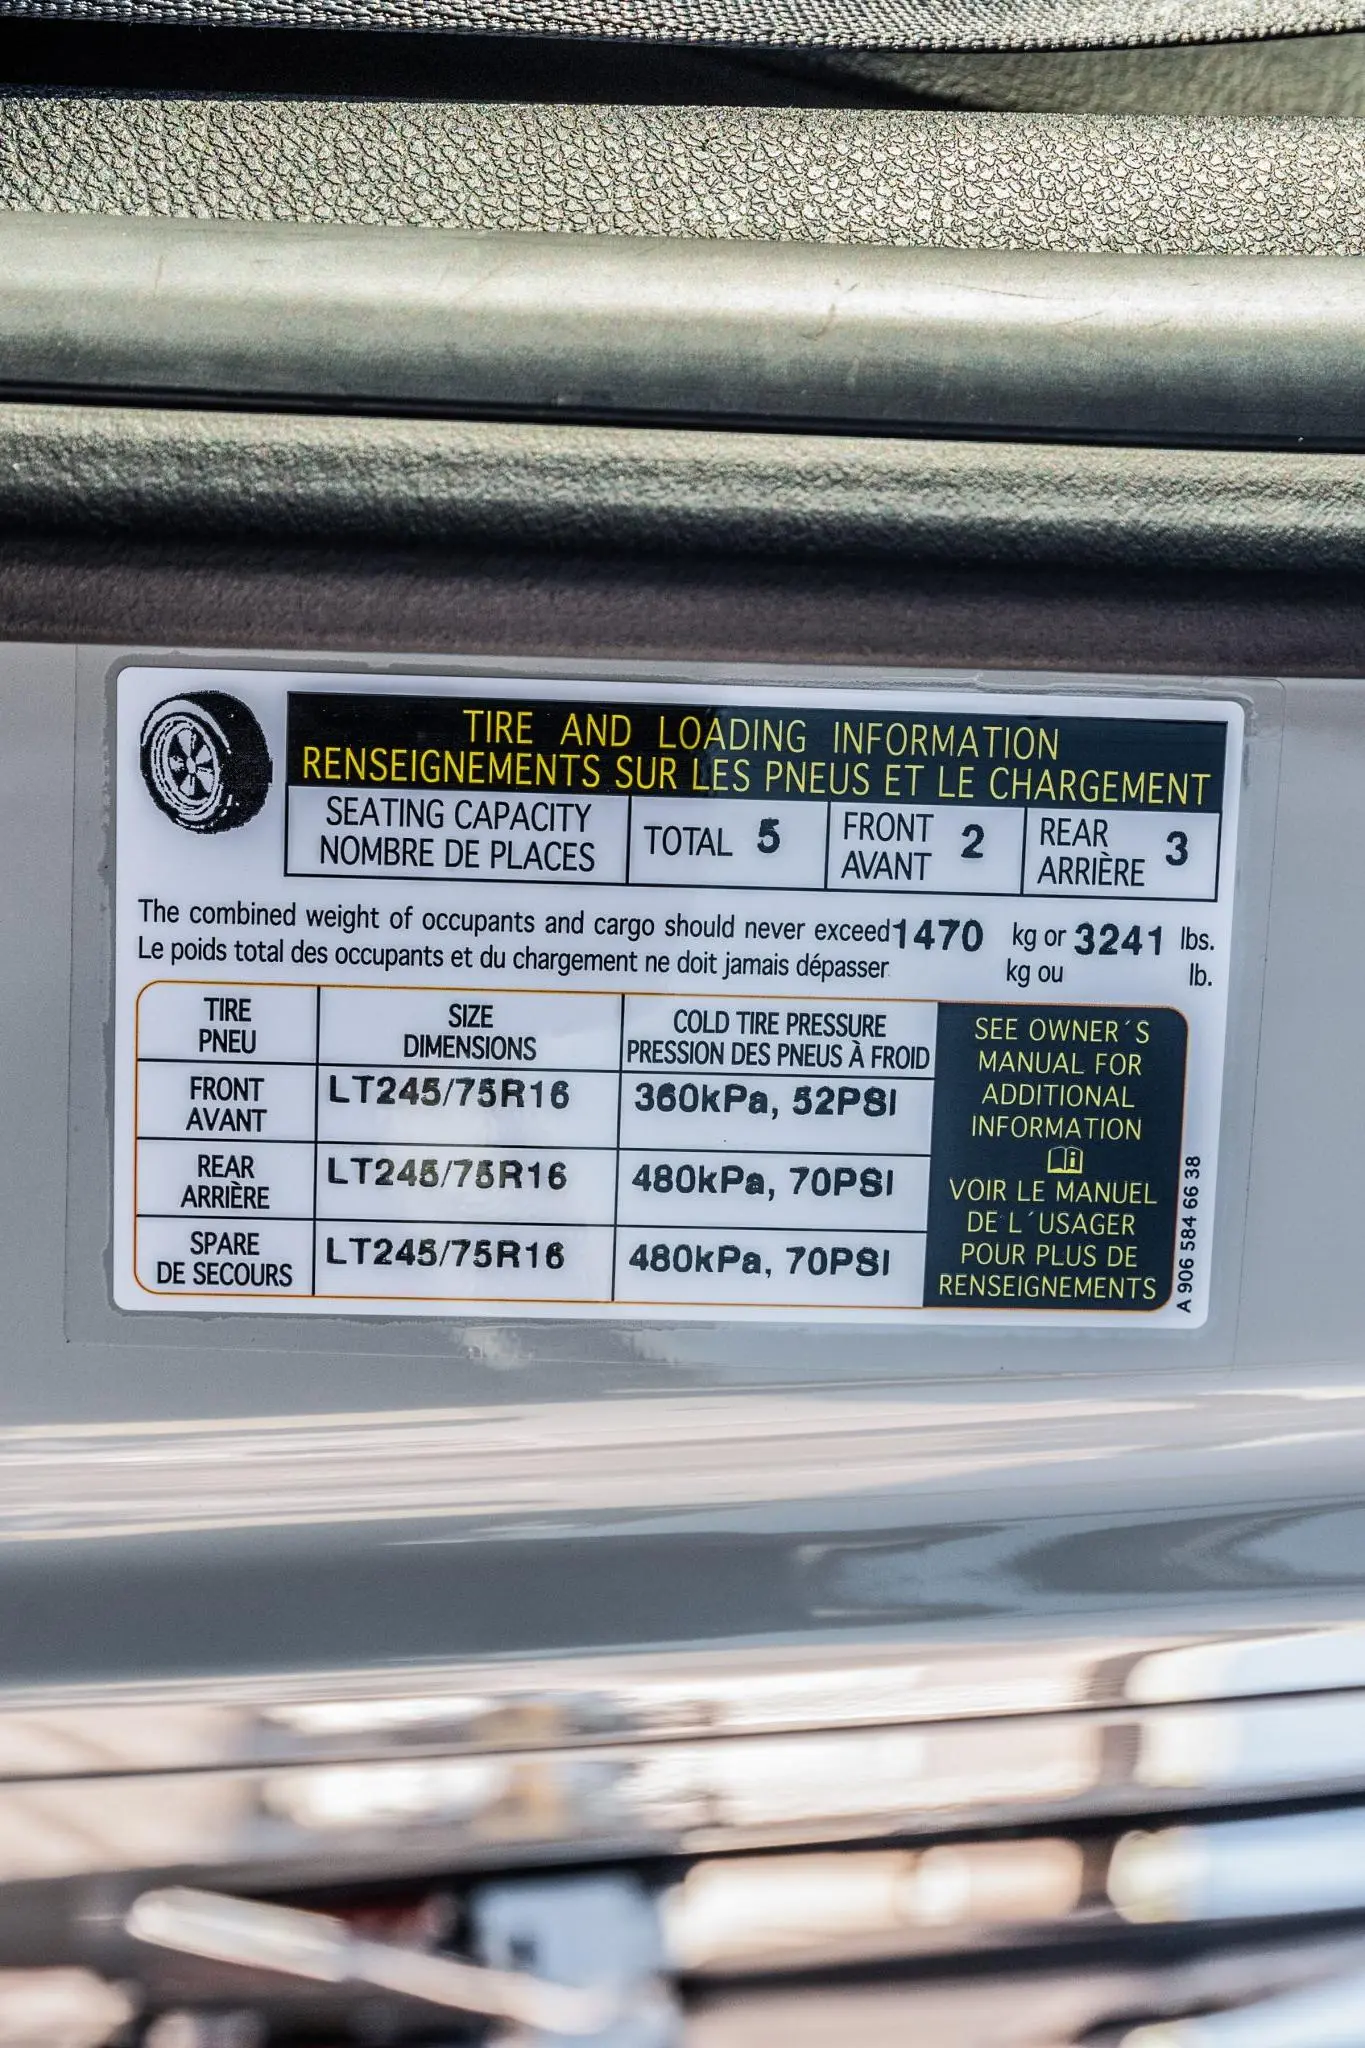 TIRE AND LOADING INFORMATION
RENSEIGNEMENTS SUR LES PNEUS ET LE CHARGEMENT
SEATING CAPACITY
NOMBRE DE PLACES
TOTAL 5
FRONT
AVANT
2
REAR
ARRIÈRE
3
The combined weight of occupants and cargo should never exceed 1470 kg or 3241 lbs.
Le poids total des occupants et du chargement ne doit jamais dépasser kg ou lb.
TIRE
PNEU
SIZE
DIMENSIONS
COLD TIRE PRESSURE
PRESSION DES PNEUS À FROID
FRONT
AVANT
LT245/75R16
360kPa, 52PSI
REAR
ARRIÈRE
LT245/75R16
480kPa, 70PSI
SPARE
DE SECOURS
LT245/75R16
480kPa, 70PSI
SEE OWNER´S
MANUAL FOR
ADDITIONAL
INFORMATION
VOIR LE MANUEL
DE L´USAGER
POUR PLUS DE
RENSEIGNEMENTS
A 906 584 66 38